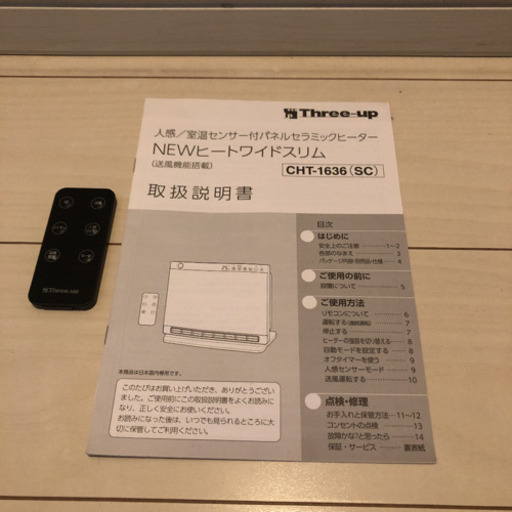 Three-up
人感/室温センサー付パネルセラミックヒーター
NEWヒートワイドスリム
(送風機能搭載)
CHT-1636(SC)
取扱説明書
目次
はじめに
安全上のご注意 ……… 1~2
各部のなまえ ……… 3
パッケージ内容・別売品・仕様 … 4
ご使用の前に
設置について ……… 5
ご使用方法
リモコンについて ……… 6
運転する(連続運転) ……… 7
停止する ……… 7
ヒーターの強弱を切り替える … 8
自動モードを設定する …… 8
オフタイマーを使う ……… 9
人感センサーモード ……… 9
送風運転する ……… 10
点検・修理
お手入れと保管方法 … 11~12
コンセントの点検 ……… 13
故障かな?と思ったら …… 14
保証・サービス ……… 裏表紙
本商品は日本国内専用です。
このたびはお買い上げいただき、ありがとうござい
ました。ご使用前にこの説明書をよくお読みに
なり、正しく安全にお使いください。
お読みになった後は、いつでも見られるところに大
切に保管してご利用ください。
Three-up